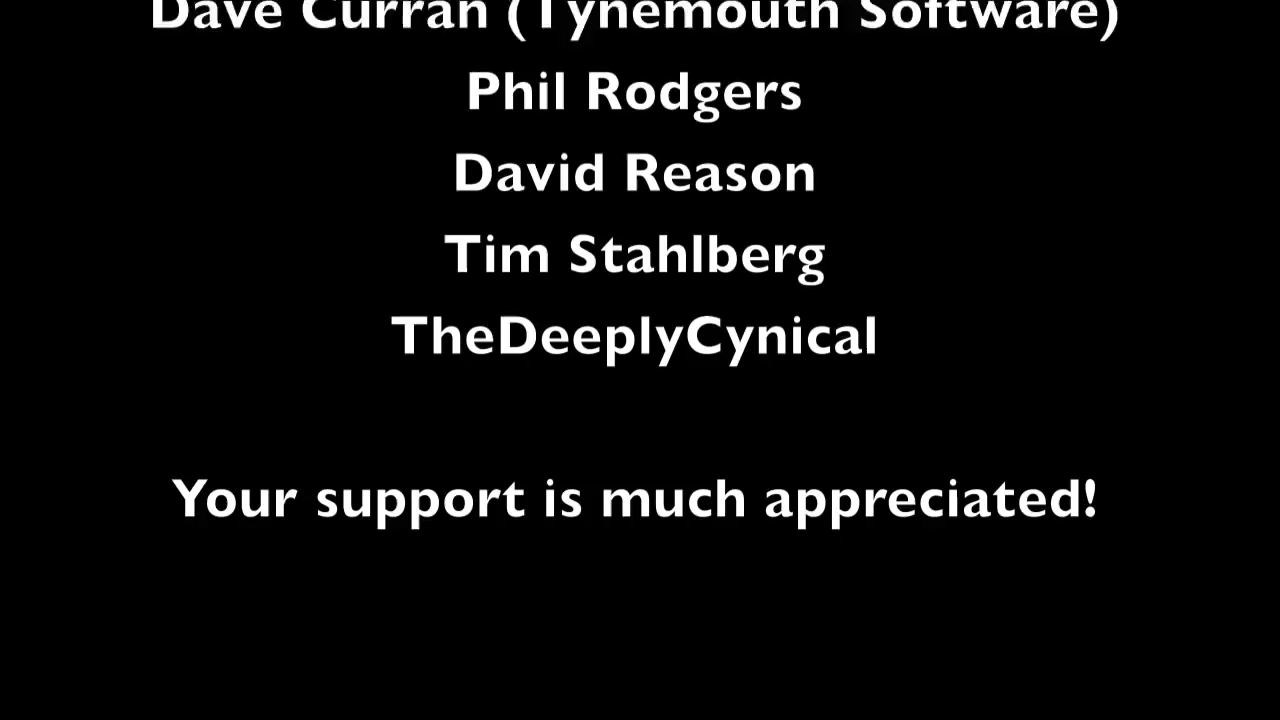 Dave Curran (Tynemouth Software)
Phil Rodgers
David Reason
Tim Stahlberg
TheDeeplyCynical
Your support is much appreciated!